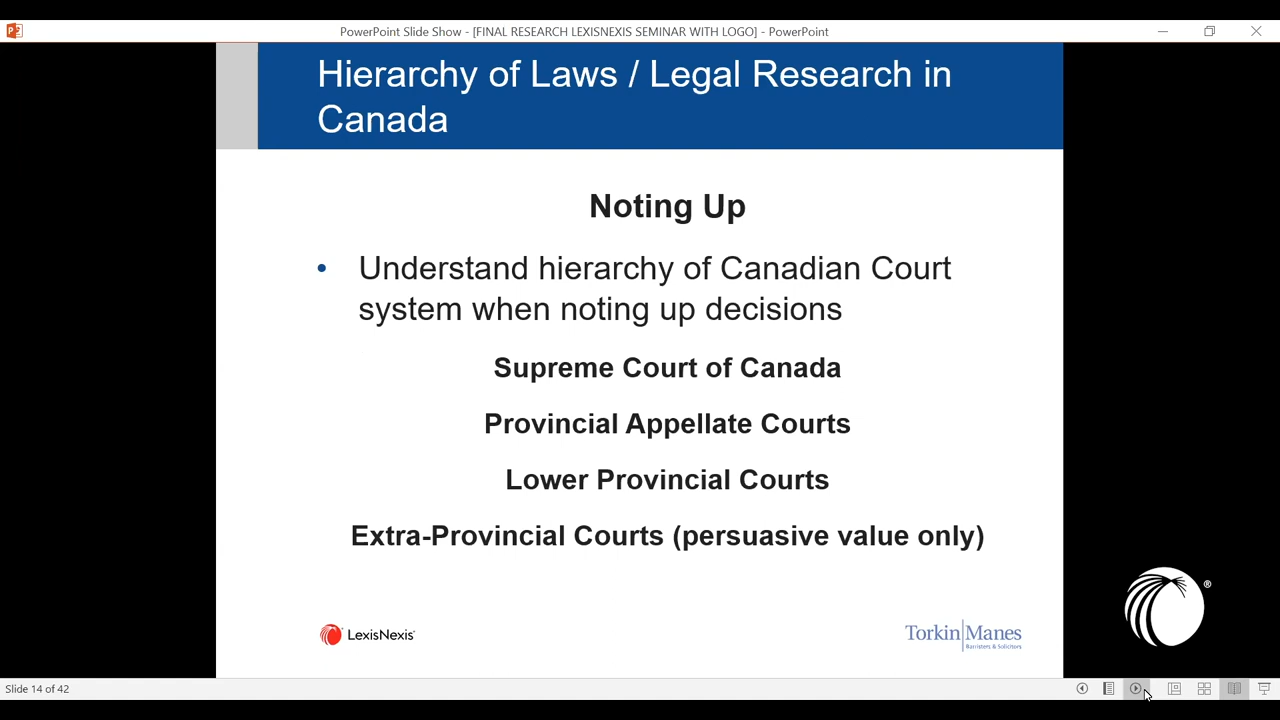 PowerPoint Slide Show - [FINAL RESEARCH LEXISNEXIS SEMINAR WITH LOGO] - PowerPoint
Hierarchy of Laws / Legal Research in
Canada
Noting Up
• Understand hierarchy of Canadian Court
system when noting up decisions
Supreme Court of Canada
Provincial Appellate Courts
Lower Provincial Courts
Extra-Provincial Courts (persuasive value only)
®
LexisNexis®
Torkin|Manes
Barristers & Solicitors
Slide 14 of 42